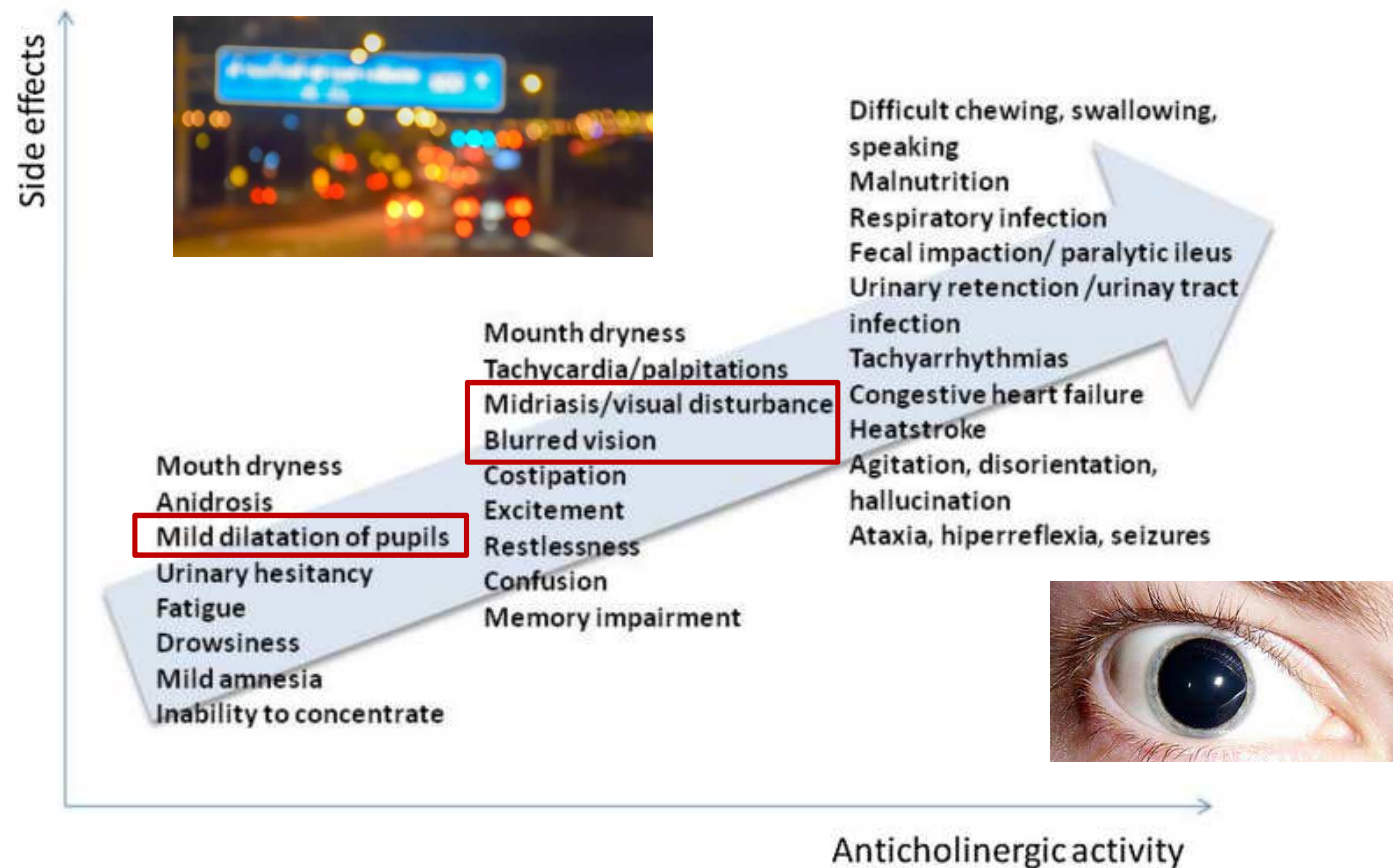 Side effects
Difficult chewing, swallowing,
speaking
Malnutrition
Respiratory infection
Fecal impaction/ paralytic ileus
Urinary retenction /urinay tract
infection
Tachyarrhythmias
Congestive heart failure
Heatstroke
Agitation, disorientation,
hallucination
Ataxia, hiperreflexia, seizures
Mounth dryness
Tachycardia/palpitations
Midriasis/visual disturbance
Blurred vision
Costipation
Excitement
Restlessness
Confusion
Memory impairment
Mouth dryness
Anidrosis
Mild dilatation of pupils
Urinary hesitancy
Fatigue
Drowsiness
Mild amnesia
Inability to concentrate
Anticholinergic activity